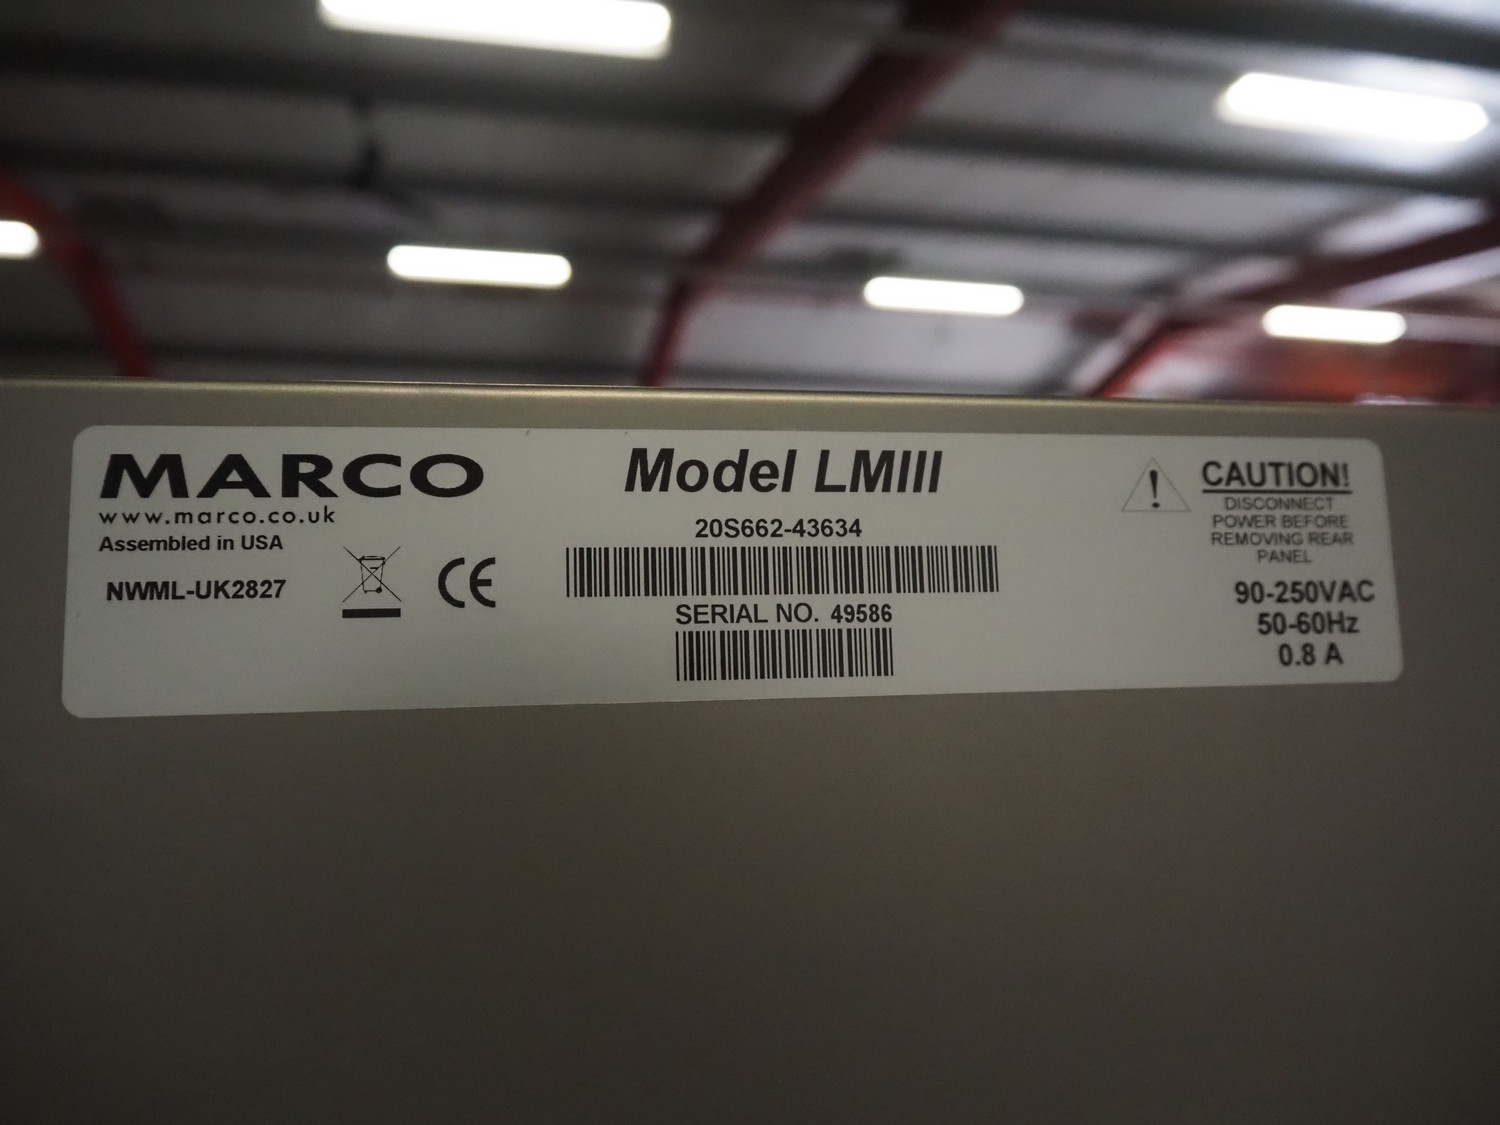 MARCO
www.marco.co.uk
Assembled in USA
NWML-UK2827
CE
Model LMIII
20S662-43634
SERIAL NO. 49586
CAUTION!
DISCONNECT
POWER BEFORE
REMOVING REAR
PANEL
90-250VAC
50-60Hz
0.8 A